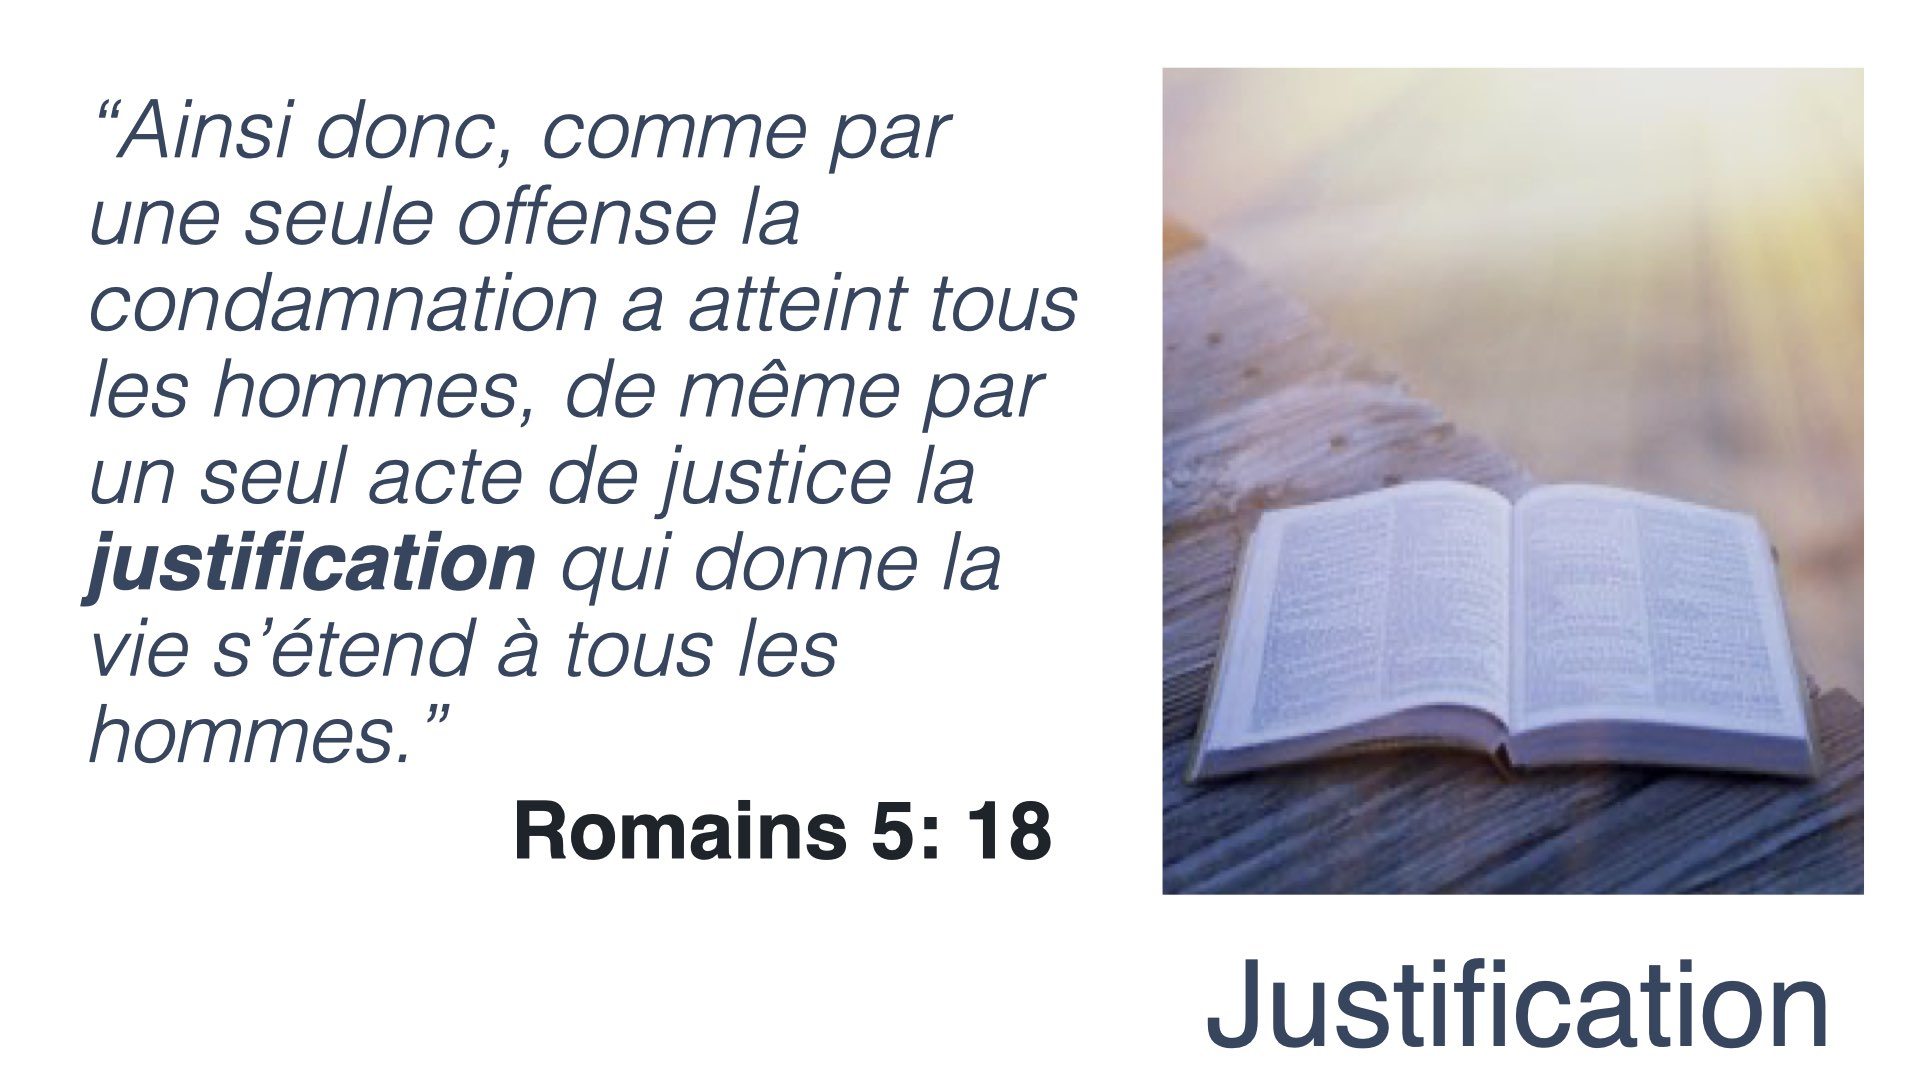 “Ainsi donc, comme par
une seule offense la
condamnation a atteint tous
les hommes, de même par
un seul acte de justice la
justification qui donne la
vie s’étend à tous les
hommes.”
Romains 5: 18
Justification